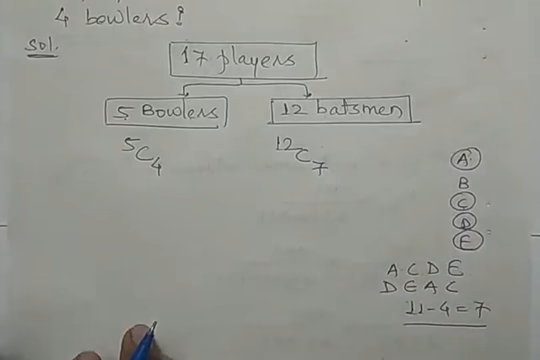 4 bowlers?
Sol.
17 players
5 Bowlers 12 batsmen
⁵C₄ ¹²C₇
A
B
C
D
E
A C D E
D E A C
11-4=7